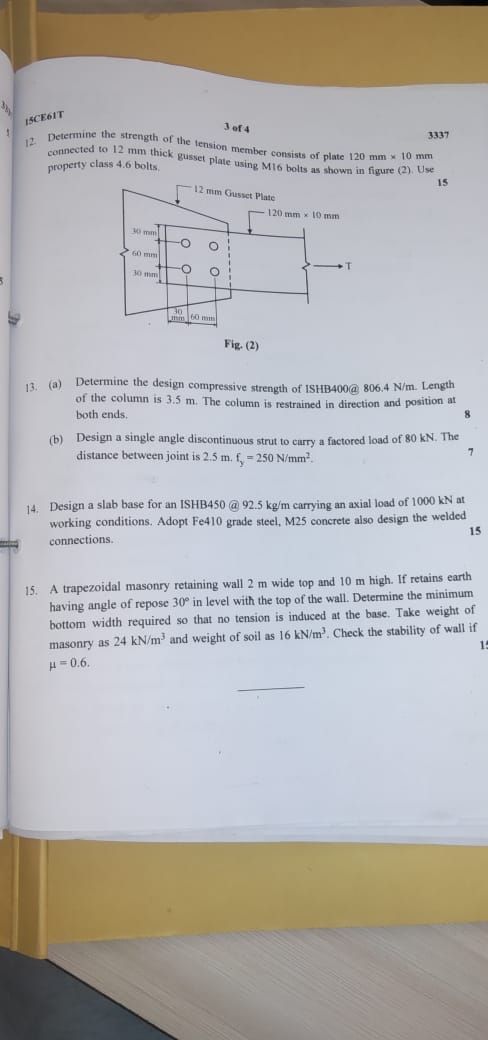 15CE61T
3 of 4
3337
12. Determine the strength of the tension member consists of plate 120 mm × 10 mm
connected to 12 mm thick gusset plate using M16 bolts as shown in figure (2). Use
property class 4.6 bolts.
15
12 mm Gusset Plate
120 mm × 10 mm
30 mm
60 mm
30 mm
T
30
mm 60 mm
Fig. (2)
13. (a) Determine the design compressive strength of ISHB400@ 806.4 N/m. Length
of the column is 3.5 m. The column is restrained in direction and position at
both ends.
8
(b) Design a single angle discontinuous strut to carry a factored load of 80 kN. The
distance between joint is 2.5 m. fy = 250 N/mm².
7
14. Design a slab base for an ISHB450 @ 92.5 kg/m carrying an axial load of 1000 kN at
working conditions. Adopt Fe410 grade steel, M25 concrete also design the welded
connections.
15
15. A trapezoidal masonry retaining wall 2 m wide top and 10 m high. If retains earth
having angle of repose 30° in level with the top of the wall. Determine the minimum
bottom width required so that no tension is induced at the base. Take weight of
masonry as 24 kN/m³ and weight of soil as 16 kN/m³. Check the stability of wall if
μ = 0.6.